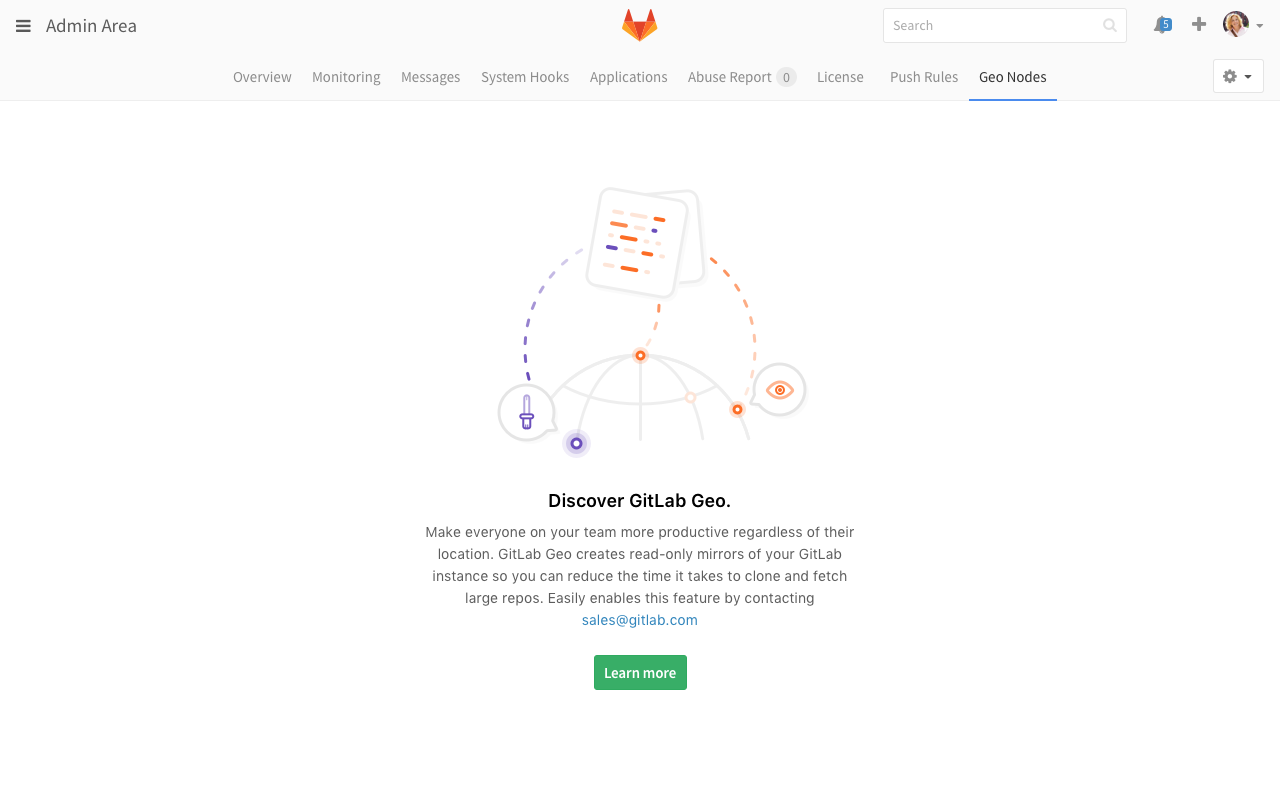 Admin Area
Search
5
Overview
Monitoring
Messages
System Hooks
Applications
Abuse Report 0
License
Push Rules
Geo Nodes
Discover GitLab Geo.
Make everyone on your team more productive regardless of their
location. GitLab Geo creates read-only mirrors of your GitLab
instance so you can reduce the time it takes to clone and fetch
large repos. Easily enables this feature by contacting
sales@gitlab.com
Learn more